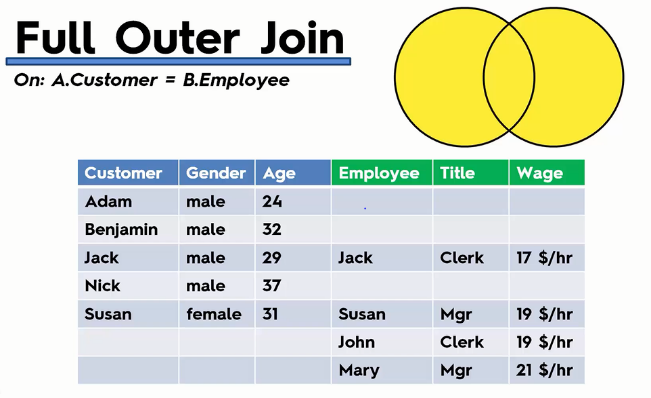 Full Outer Join
On: A.Customer = B.Employee
Customer Gender Age Employee Title Wage
Adam male 24
Benjamin male 32
Jack male 29 Jack Clerk 17 $/hr
Nick male 37
Susan female 31 Susan Mgr 19 $/hr
John Clerk 19 $/hr
Mary Mgr 21 $/hr